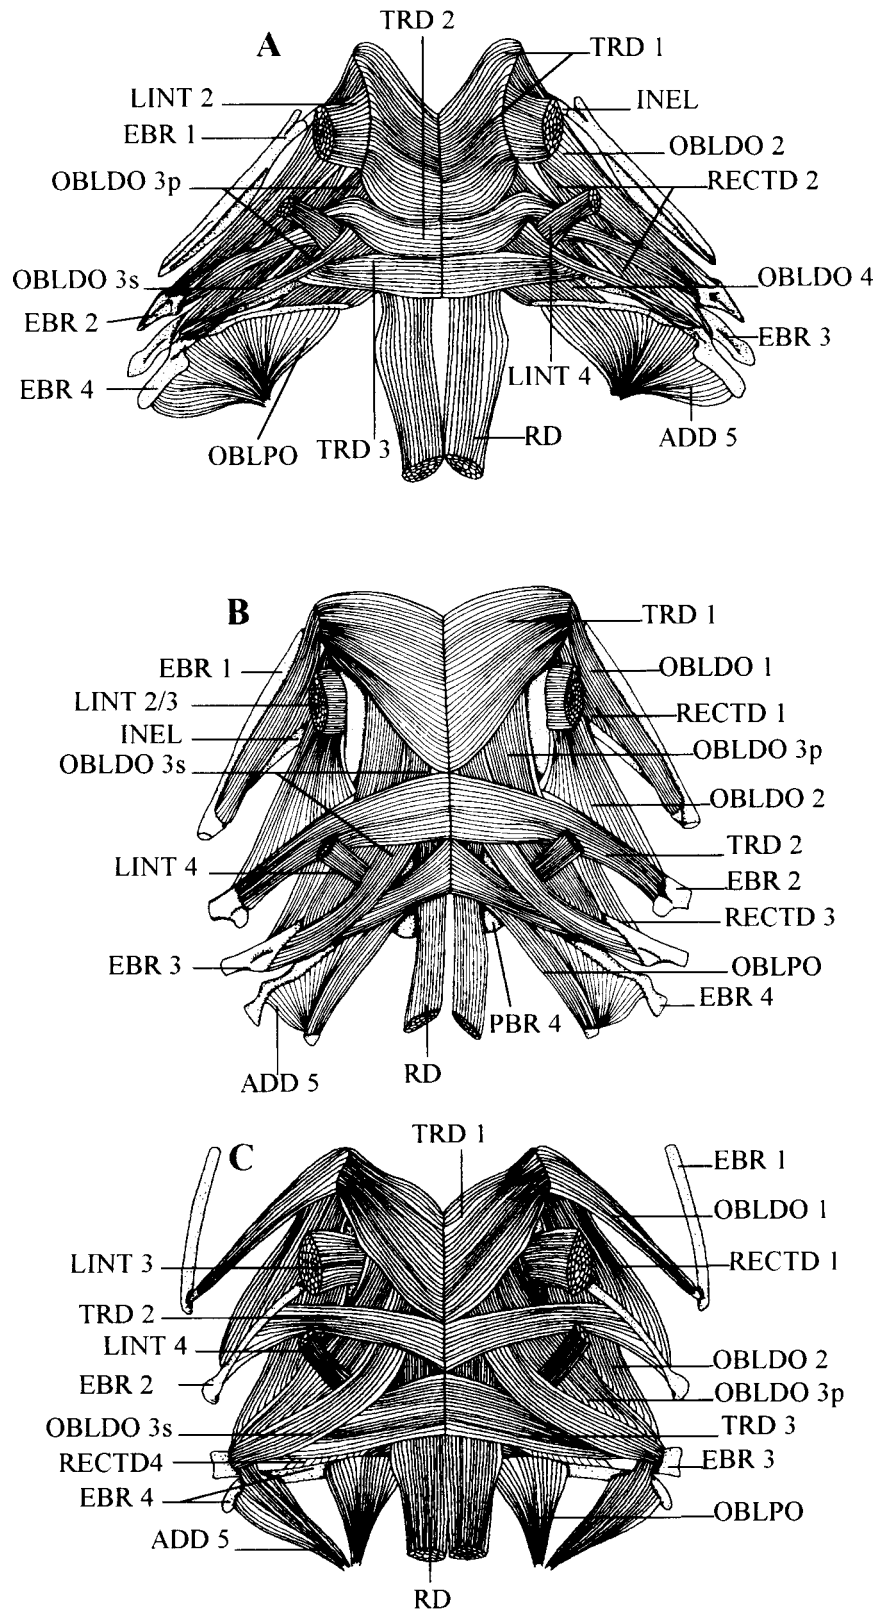 A
TRD 2
TRD 1
LINT 2
INEL
EBR 1
OBLDO 2
OBLDO 3p
RECTD 2
OBLDO 3s
OBLDO 4
EBR 2
EBR 3
EBR 4
LINT 4
OBLPO
TRD 3
RD
ADD 5
B
TRD 1
EBR 1
OBLDO 1
LINT 2/3
RECTD 1
INEL
OBLDO 3p
OBLDO 3s
OBLDO 2
TRD 2
LINT 4
EBR 2
RECTD 3
EBR 3
OBLPO
EBR 4
PBR 4
RD
ADD 5
C
TRD 1
EBR 1
OBLDO 1
LINT 3
RECTD 1
TRD 2
LINT 4
OBLDO 2
EBR 2
OBLDO 3p
OBLDO 3s
TRD 3
RECTD4
EBR 3
EBR 4
OBLPO
ADD 5
RD